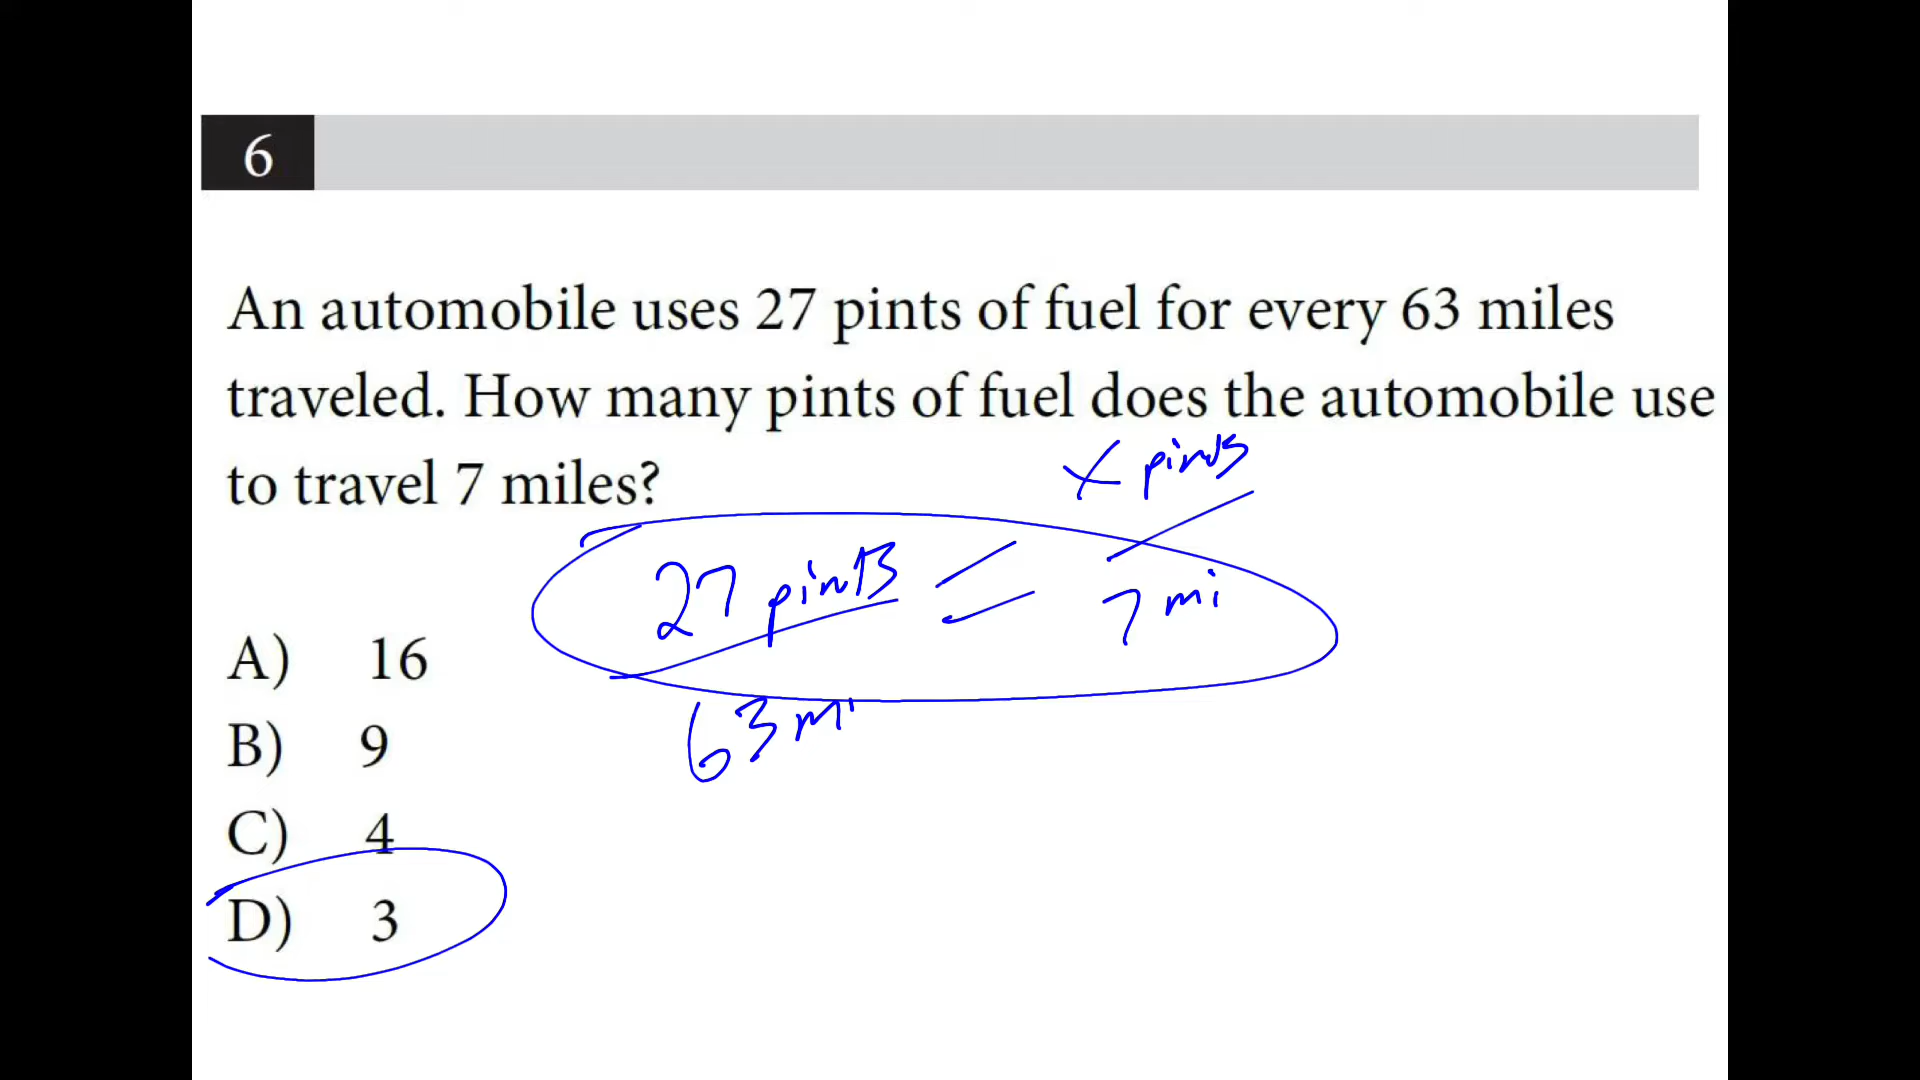 6
An automobile uses 27 pints of fuel for every 63 miles
traveled. How many pints of fuel does the automobile use
to travel 7 miles?
x pints
27 pints = 7 mi
63 mi
A) 16
B) 9
C) 4
D) 3